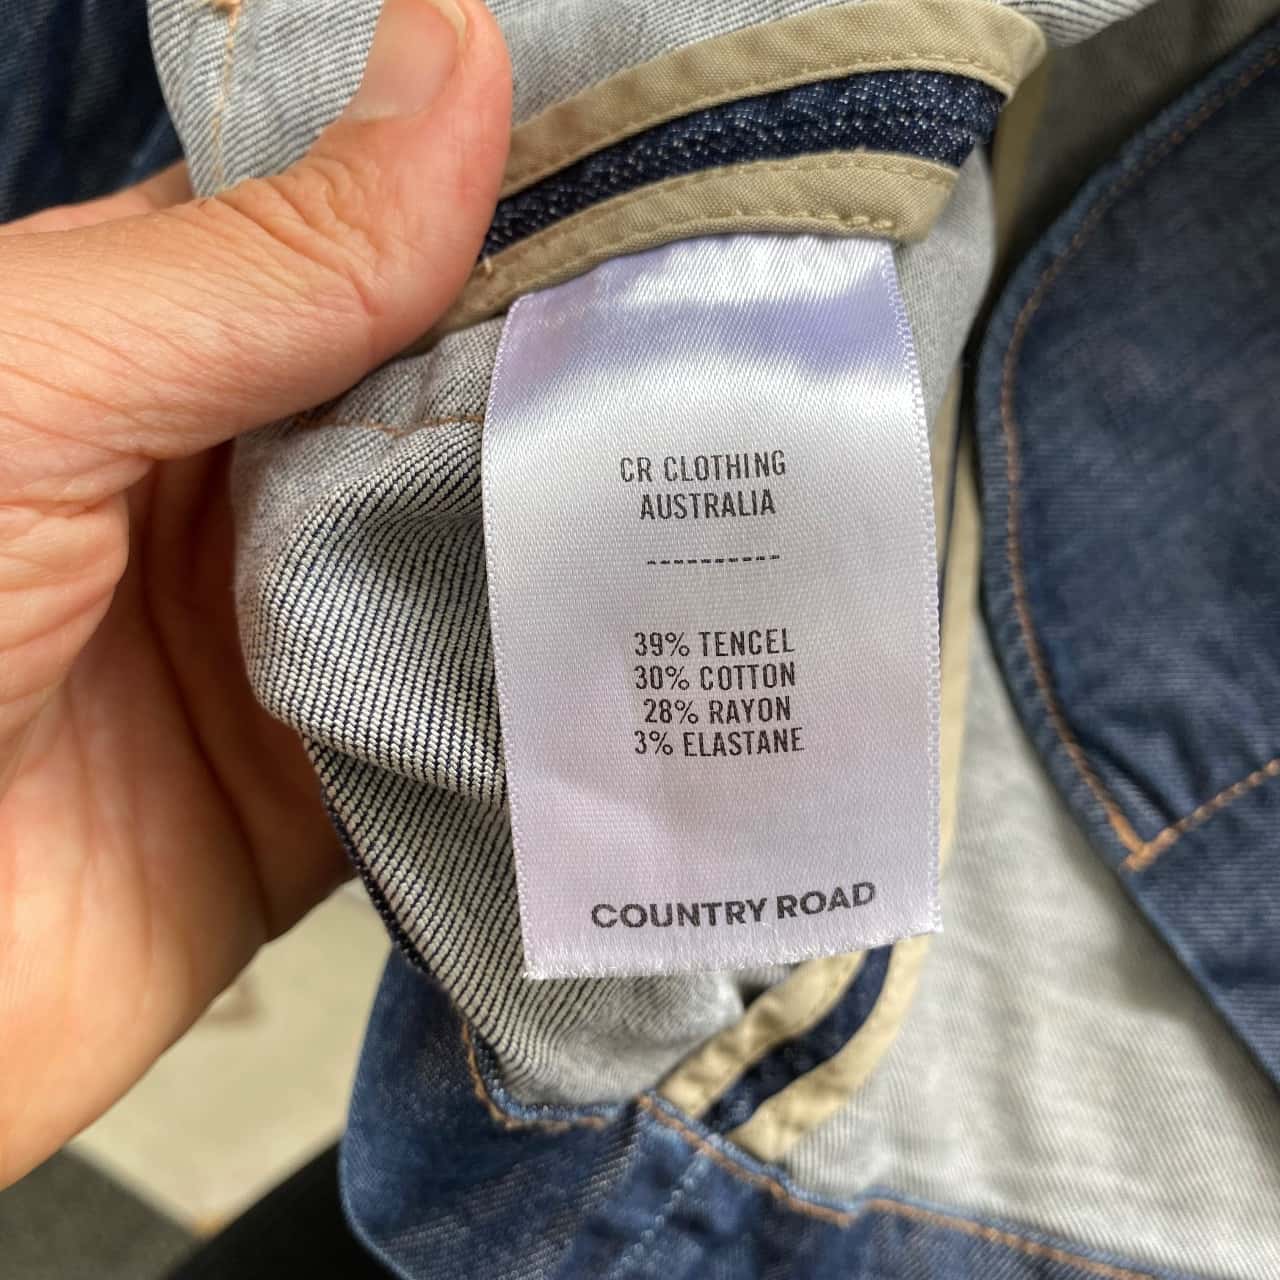 CR CLOTHING
AUSTRALIA
----------
39% TENCEL
30% COTTON
28% RAYON
3% ELASTANE
COUNTRY ROAD